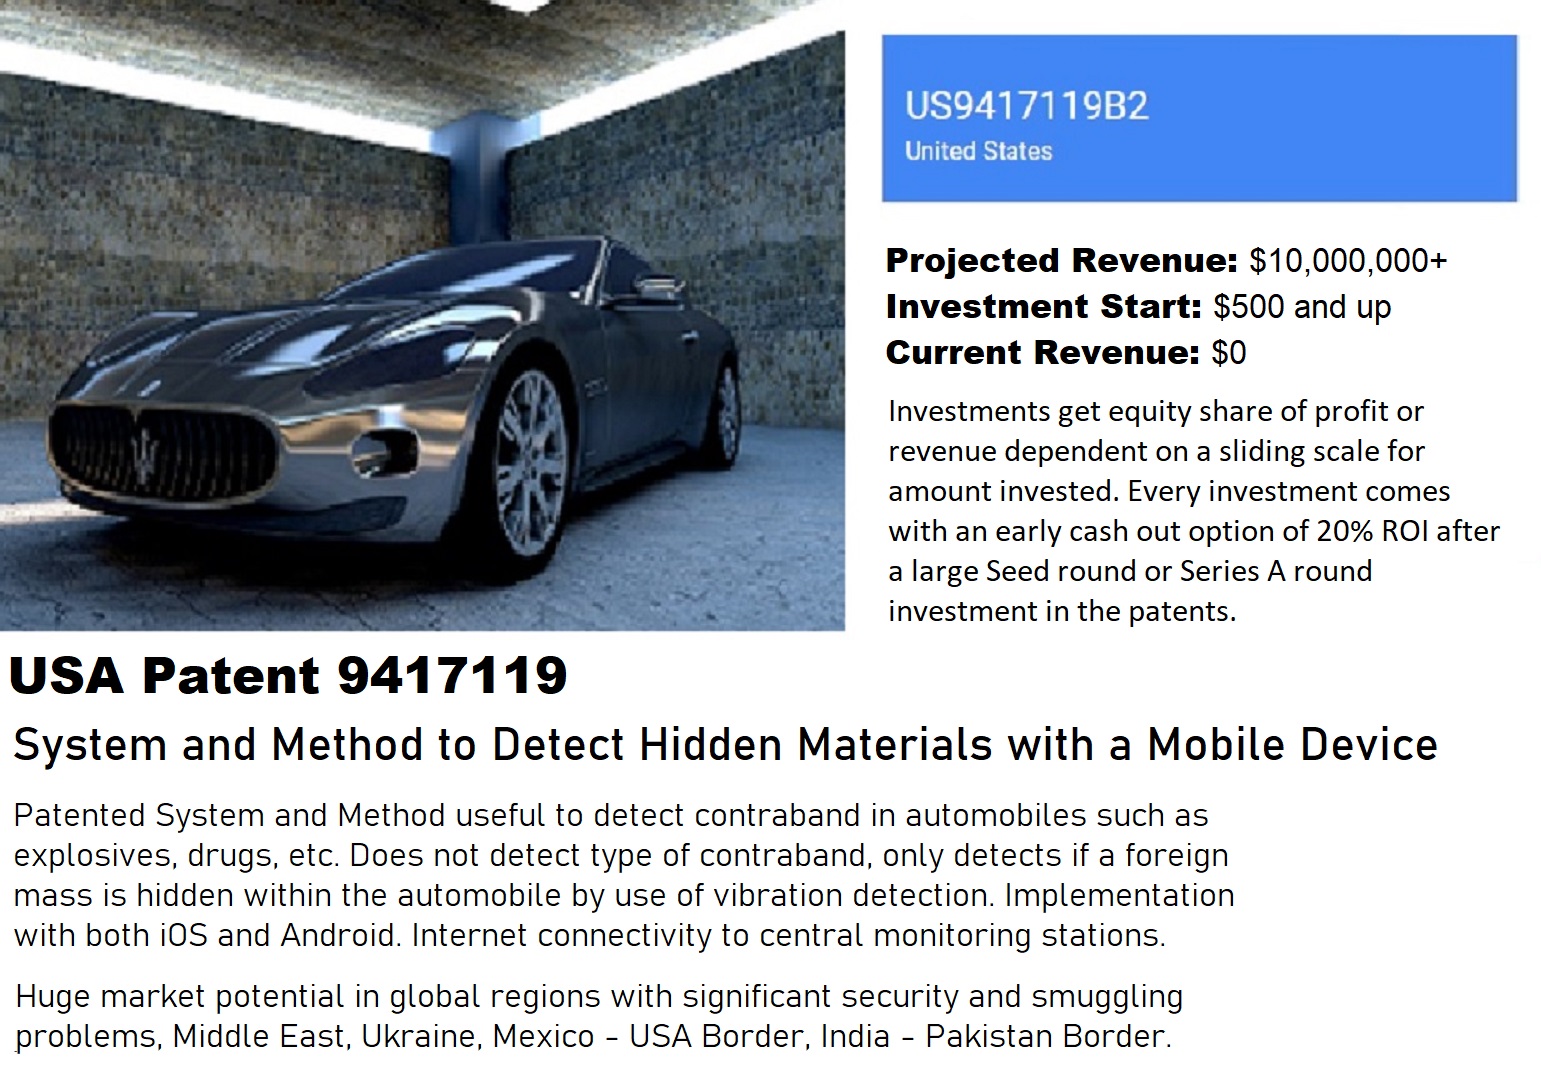 US9417119B2
United States
Projected Revenue: $10,000,000+
Investment Start: $500 and up
Current Revenue: $0
Investments get equity share of profit or
revenue dependent on a sliding scale for
amount invested. Every investment comes
with an early cash out option of 20% ROI after
a large Seed round or Series A round
investment in the patents.
USA Patent 9417119
System and Method to Detect Hidden Materials with a Mobile Device
Patented System and Method useful to detect contraband in automobiles such as
explosives, drugs, etc. Does not detect type of contraband, only detects if a foreign
mass is hidden within the automobile by use of vibration detection. Implementation
with both iOS and Android. Internet connectivity to central monitoring stations.
Huge market potential in global regions with significant security and smuggling
problems, Middle East, Ukraine, Mexico - USA Border, India - Pakistan Border.